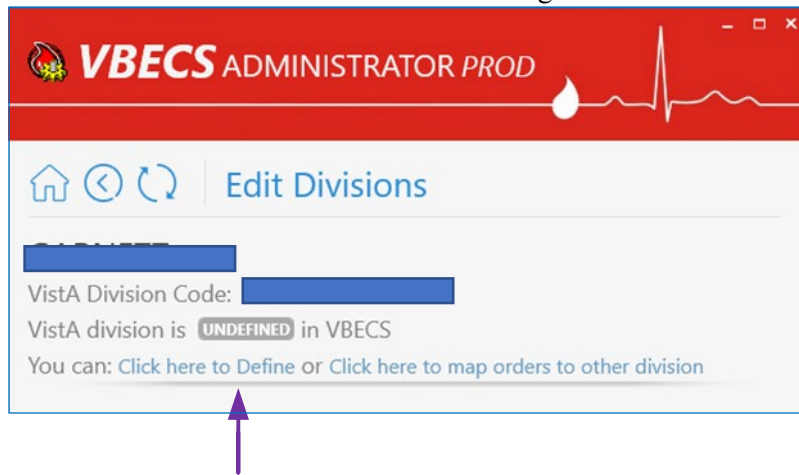 VBECS ADMINISTRATOR PROD
Edit Divisions
VistA Division Code:
VistA division is UNDEFINED in VBECS
You can: Click here to Define or Click here to map orders to other division